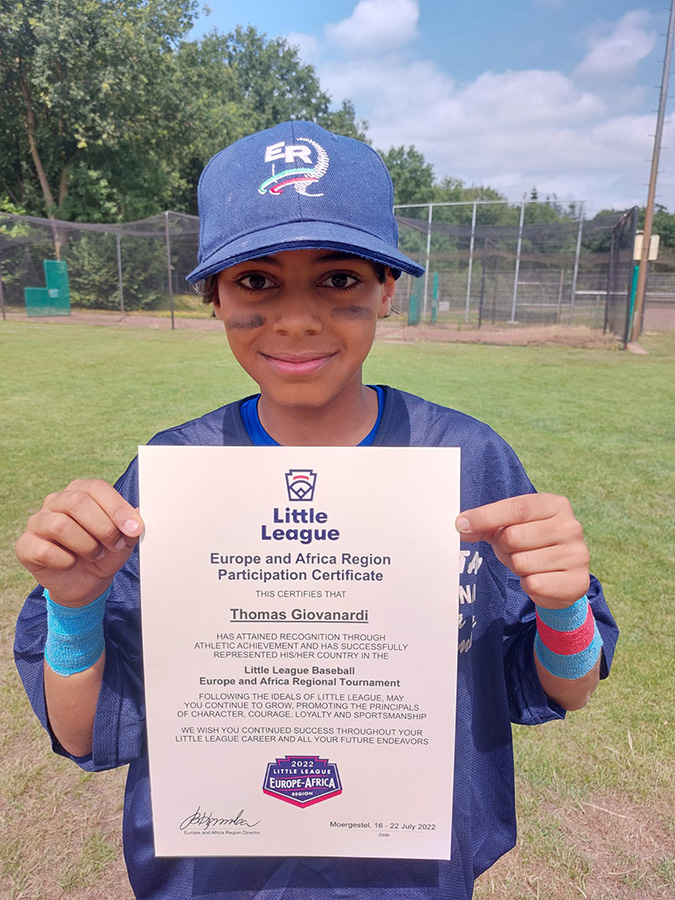 ER
Little
League
Europe and Africa Region
Participation Certificate
THIS CERTIFIES THAT
Thomas Giovanardi
HAS ATTAINED RECOGNITION THROUGH
ATHLETIC ACHIEVEMENT AND HAS SUCCESSFULLY
REPRESENTED HIS/HER COUNTRY IN THE
Little League Baseball
Europe and Africa Regional Tournament
FOLLOWING THE IDEALS OF LITTLE LEAGUE, MAY
YOU CONTINUE TO GROW, PROMOTING THE PRINCIPALS
OF CHARACTER, COURAGE, LOYALTY AND SPORTSMANSHIP
WE WISH YOU CONTINUED SUCCESS THROUGHOUT YOUR
LITTLE LEAGUE CAREER AND ALL YOUR FUTURE ENDEAVORS
2022
LITTLE LEAGUE
EUROPE-AFRICA
REGION
Europe and Africa Region Director
Moergestel, 16 - 22 July 2022
Date